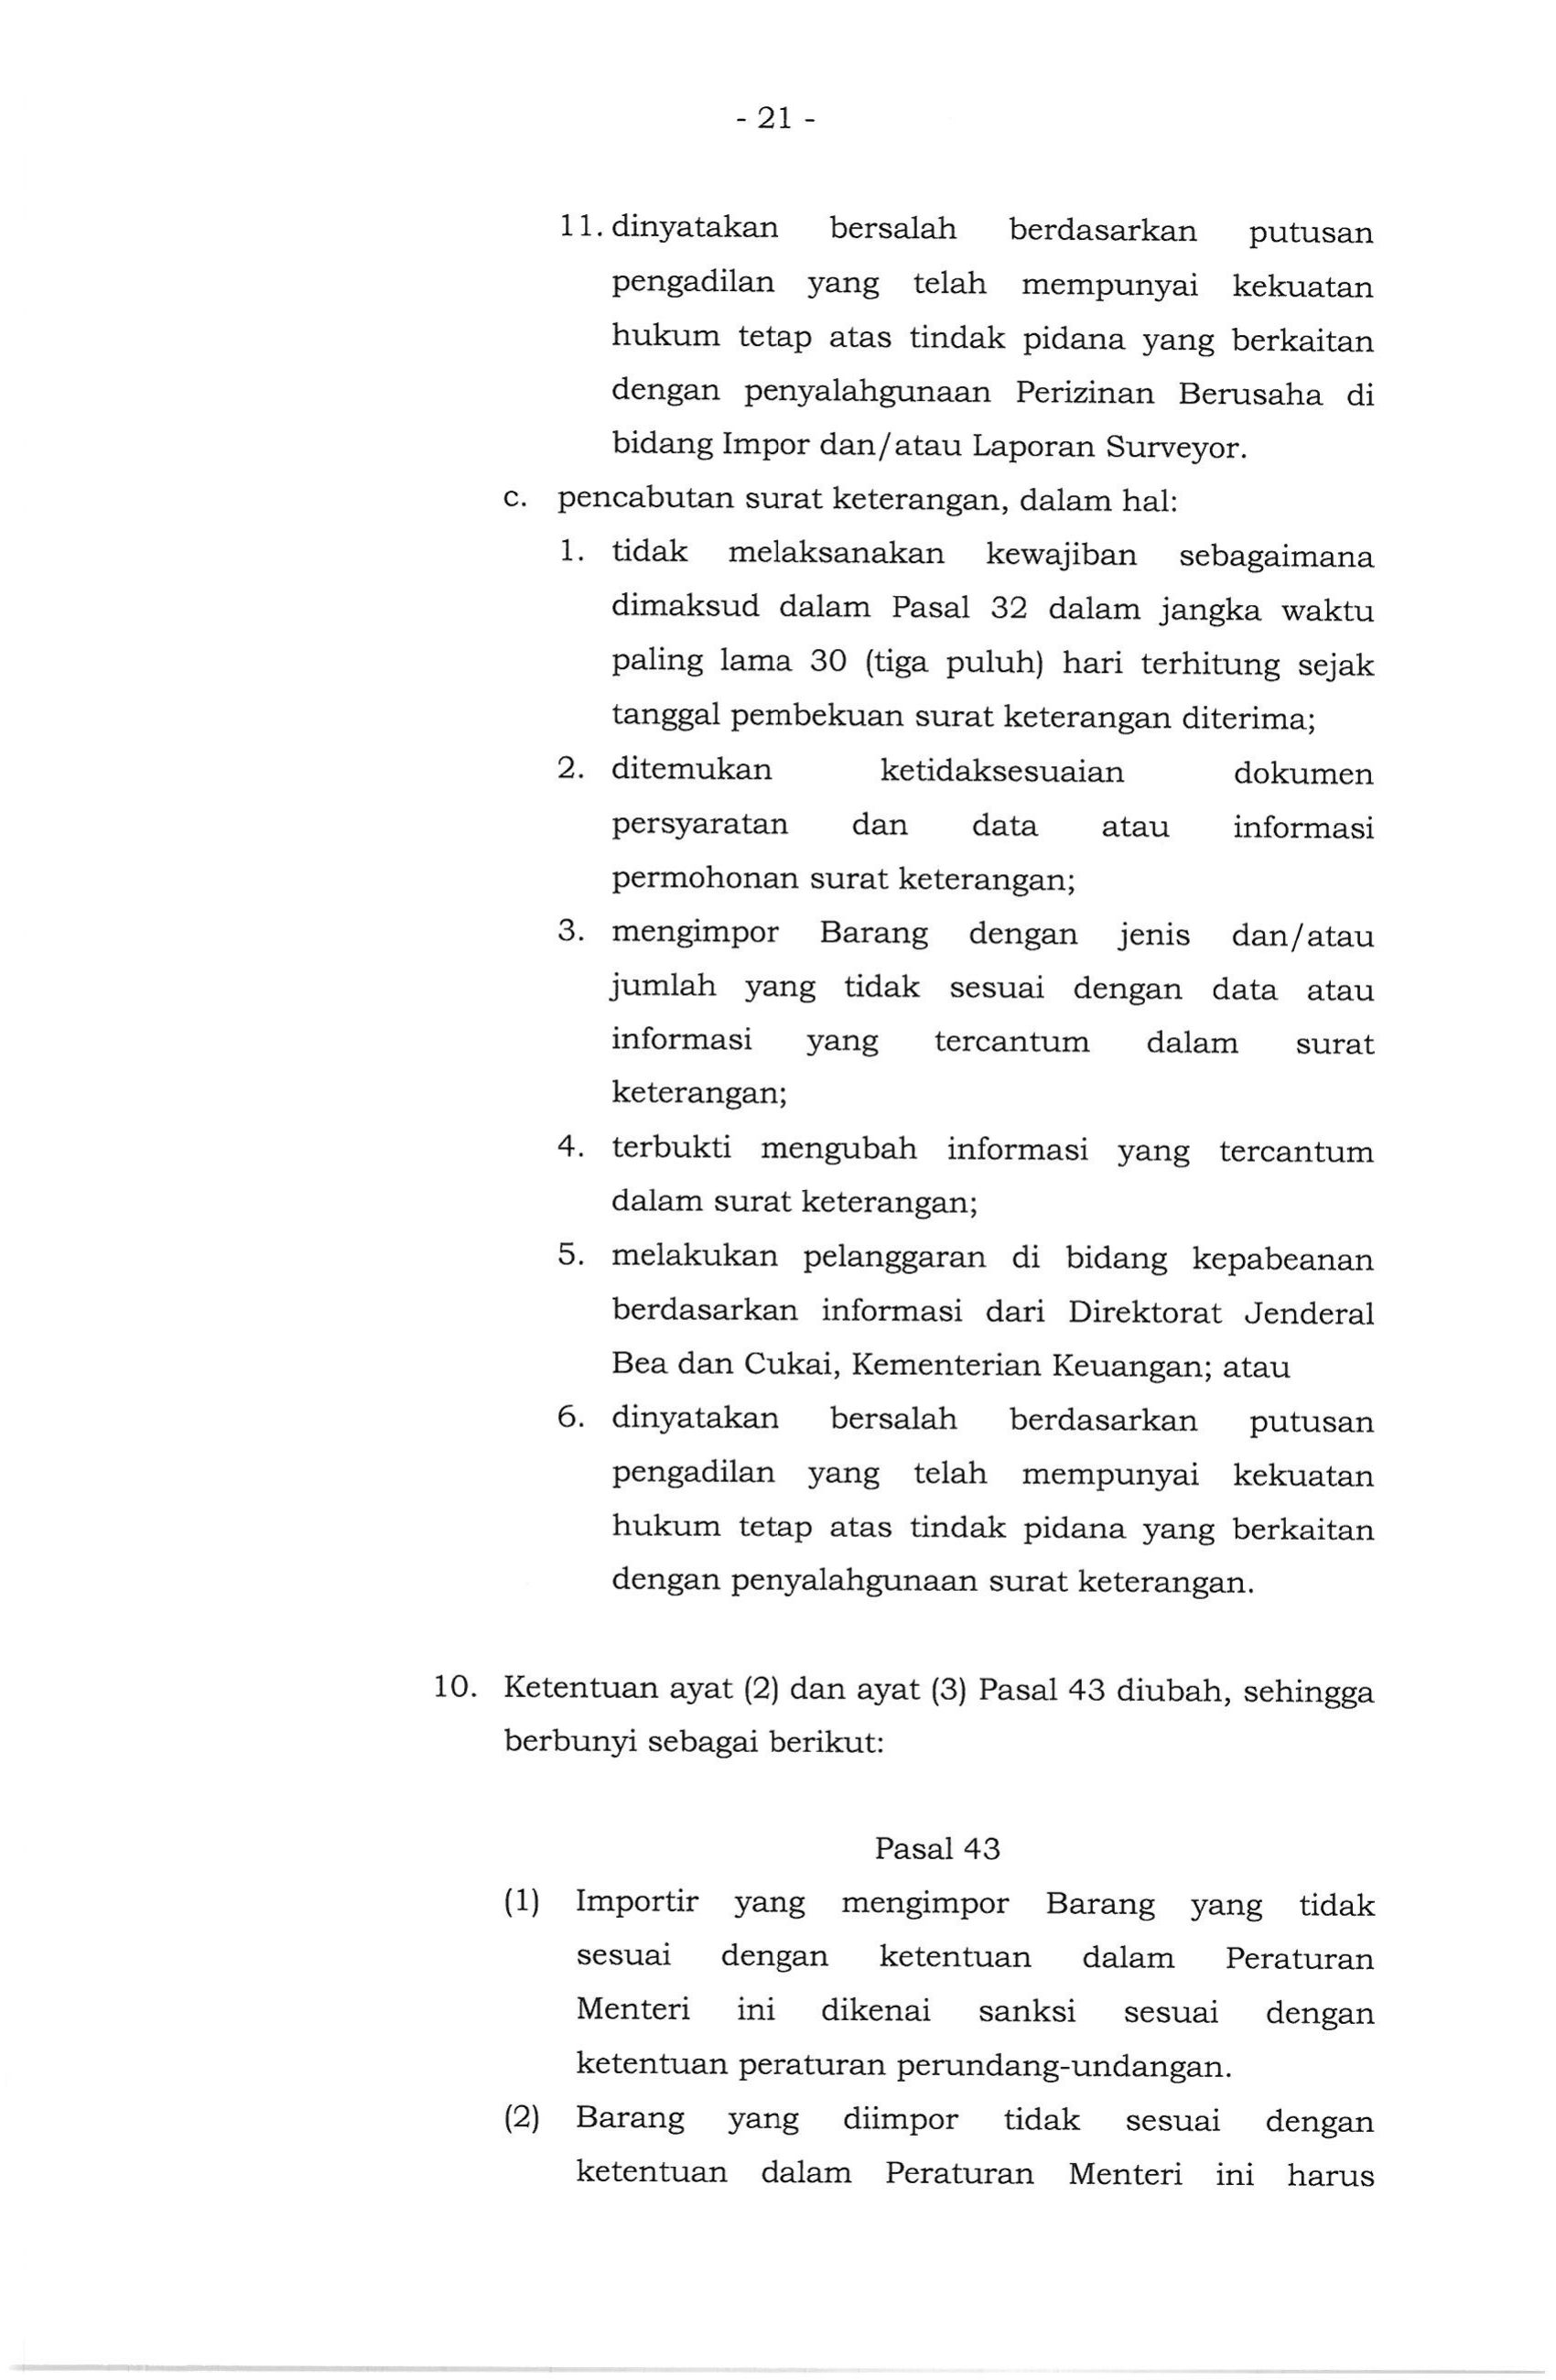 - 21 -
11. dinyatakan bersalah berdasarkan putusan
pengadilan yang telah mempunyai kekuatan
hukum tetap atas tindak pidana yang berkaitan
dengan penyalahgunaan Perizinan Berusaha di
bidang Impor dan/atau Laporan Surveyor.
c. pencabutan surat keterangan, dalam hal:
1. tidak melaksanakan kewajiban sebagaimana
dimaksud dalam Pasal 32 dalam jangka waktu
paling lama 30 (tiga puluh) hari terhitung sejak
tanggal pembekuan surat keterangan diterima;
2. ditemukan ketidaksesuaian dokumen
persyaratan dan data atau informasi
permohonan surat keterangan;
3. mengimpor Barang dengan jenis dan/atau
jumlah yang tidak sesuai dengan data atau
informasi yang tercantum dalam surat
keterangan;
4. terbukti mengubah informasi yang tercantum
dalam surat keterangan;
5. melakukan pelanggaran di bidang kepabeanan
berdasarkan informasi dari Direktorat Jenderal
Bea dan Cukai, Kementerian Keuangan; atau
6. dinyatakan bersalah berdasarkan putusan
pengadilan yang telah mempunyai kekuatan
hukum tetap atas tindak pidana yang berkaitan
dengan penyalahgunaan surat keterangan.
10. Ketentuan ayat (2) dan ayat (3) Pasal 43 diubah, sehingga
berbunyi sebagai berikut:
Pasal 43
(1) Importir yang mengimpor Barang yang tidak
sesuai dengan ketentuan dalam Peraturan
Menteri ini dikenai sanksi sesuai dengan
ketentuan peraturan perundang-undangan.
(2) Barang yang diimpor tidak sesuai dengan
ketentuan dalam Peraturan Menteri ini harus